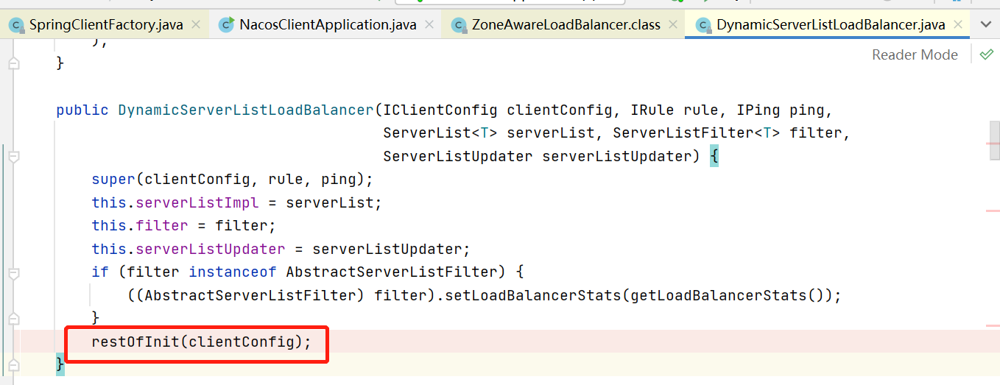 SpringClientFactory.java NacosClientApplication.java ZoneAwareLoadBalancer.class DynamicServerListLoadBalancer.java
Reader Mode
);
}
public DynamicServerListLoadBalancer(IClientConfig clientConfig, IRule rule, IPing ping,
ServerList<T> serverList, ServerListFilter<T> filter,
ServerListUpdater serverListUpdater) {
super(clientConfig, rule, ping);
this.serverListImpl = serverList;
this.filter = filter;
this.serverListUpdater = serverListUpdater;
if (filter instanceof AbstractServerListFilter) {
((AbstractServerListFilter) filter).setLoadBalancerStats(getLoadBalancerStats());
}
restOfInit(clientConfig);
}